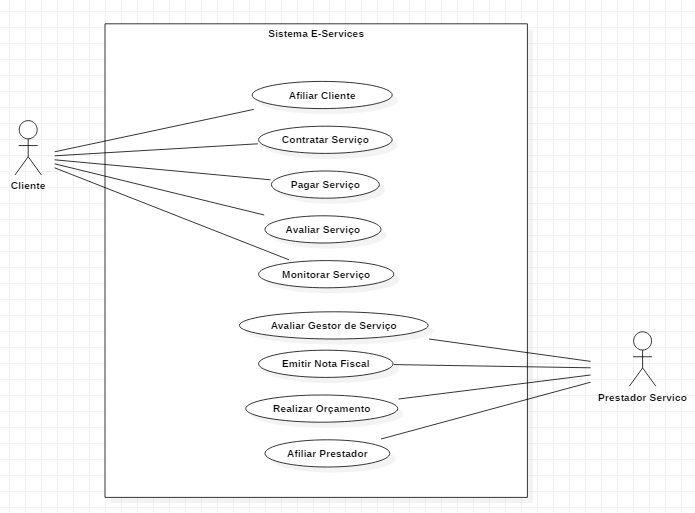 Sistema E-Services
Afiliar Cliente
Contratar Serviço
Pagar Serviço
Cliente
Avaliar Serviço
Monitorar Serviço
Avaliar Gestor de Serviço
Emitir Nota Fiscal
Prestador Servico
Realizar Orçamento
Afiliar Prestador